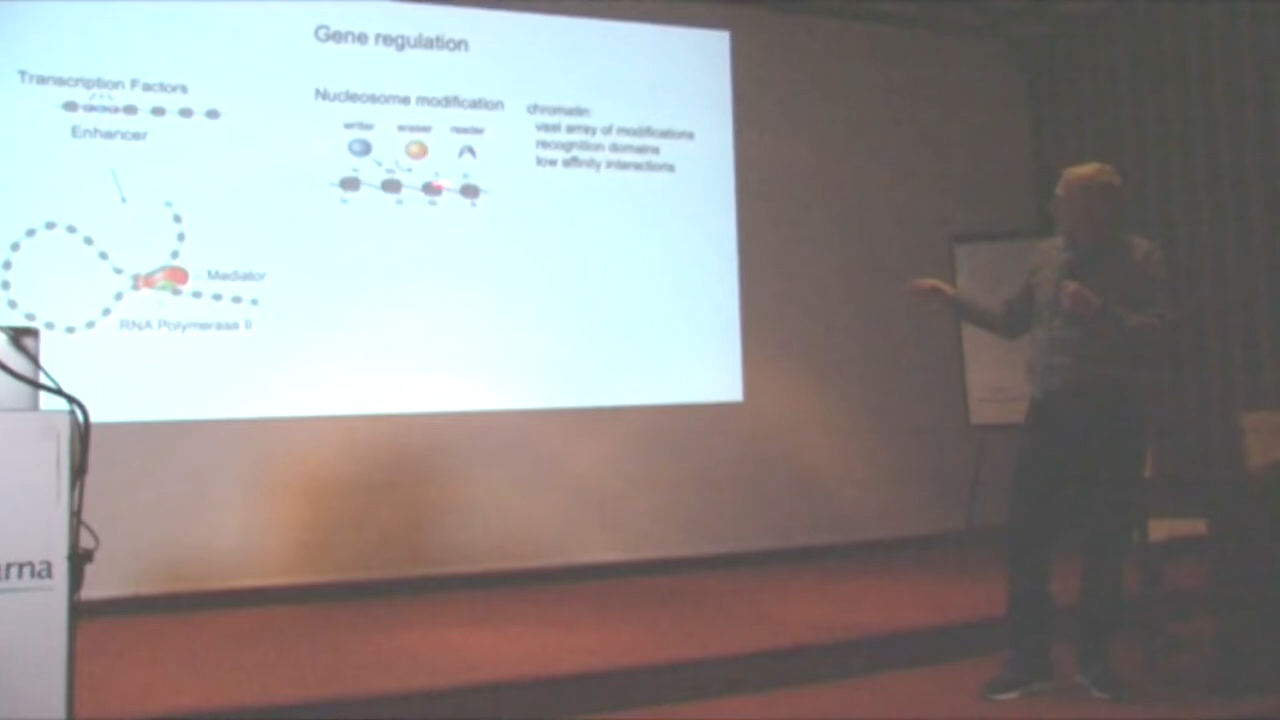 Gene regulation
Transcription Factors
Enhancer
Mediator
RNA Polymerase II
Nucleosome modification
writer eraser reader
chromatin:
vast array of modifications
recognition domains
low affinity interactions
arna